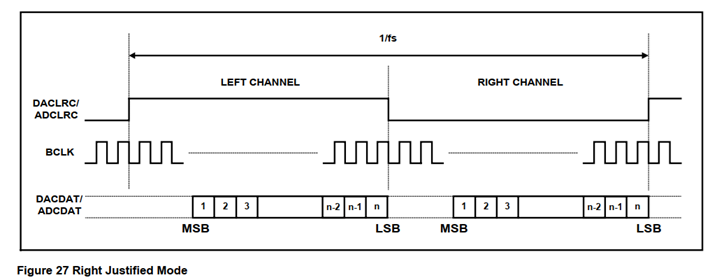 1/fs
LEFT CHANNEL RIGHT CHANNEL
DACLRC/
ADCLRC
BCLK
DACDAT/
ADCDAT
1 2 3 n-2 n-1 n 1 2 3 n-2 n-1 n
MSB LSB MSB LSB
Figure 27 Right Justified Mode